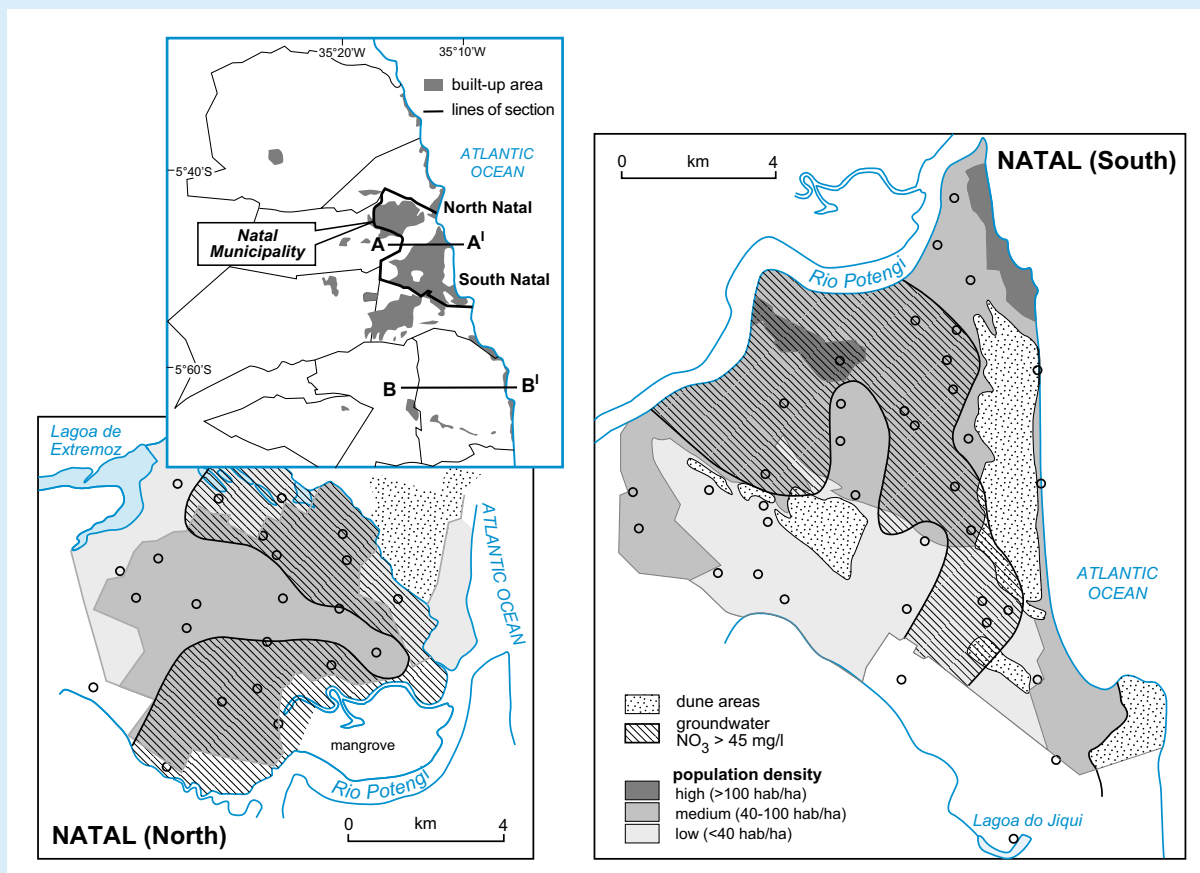 35°20'W
35°10'W
built-up area
lines of section
ATLANTIC
OCEAN
5°40'S
North Natal
Natal
Municipality
A
A'
South Natal
5°60'S
B
B'
Lagoa de
Extremoz
ATLANTIC OCEAN
mangrove
Rio Potengi
NATAL (North)
0 km 4
0 km 4
NATAL (South)
Rio Potengi
ATLANTIC
OCEAN
dune areas
groundwater
NO3 > 45 mg/l
population density
high (>100 hab/ha)
medium (40-100 hab/ha)
low (<40 hab/ha)
Lagoa do Jiqui